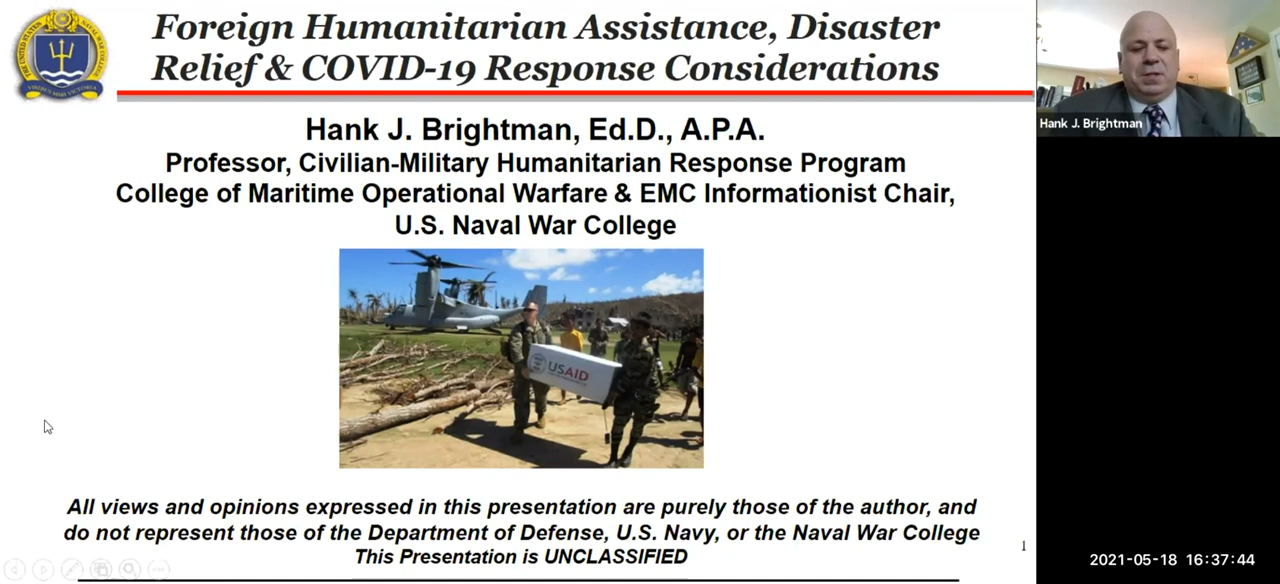 Foreign Humanitarian Assistance, Disaster
Relief & COVID-19 Response Considerations
Hank J. Brightman, Ed.D., A.P.A.
Professor, Civilian-Military Humanitarian Response Program
College of Maritime Operational Warfare & EMC Informationist Chair,
U.S. Naval War College
USAID
All views and opinions expressed in this presentation are purely those of the author, and
do not represent those of the Department of Defense, U.S. Navy, or the Naval War College
This Presentation is UNCLASSIFIED
1
Hank J. Brightman
2021-05-18 16:37:44